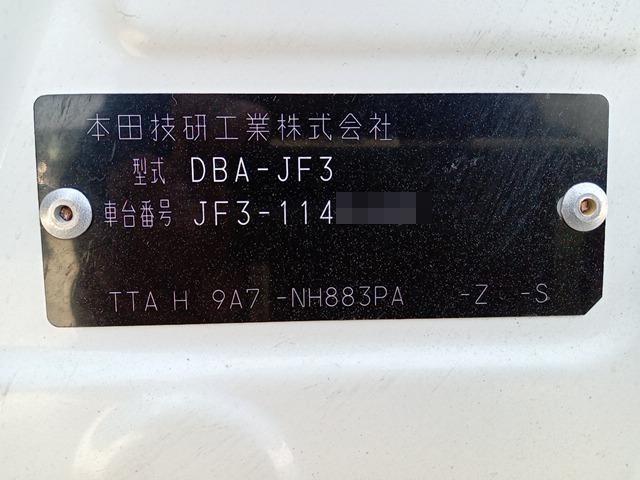 本田技研工業株式会社
型式 DBA-JF3
車台番号 JF3-114
TTA H 9A7 -NH883PA -Z -S